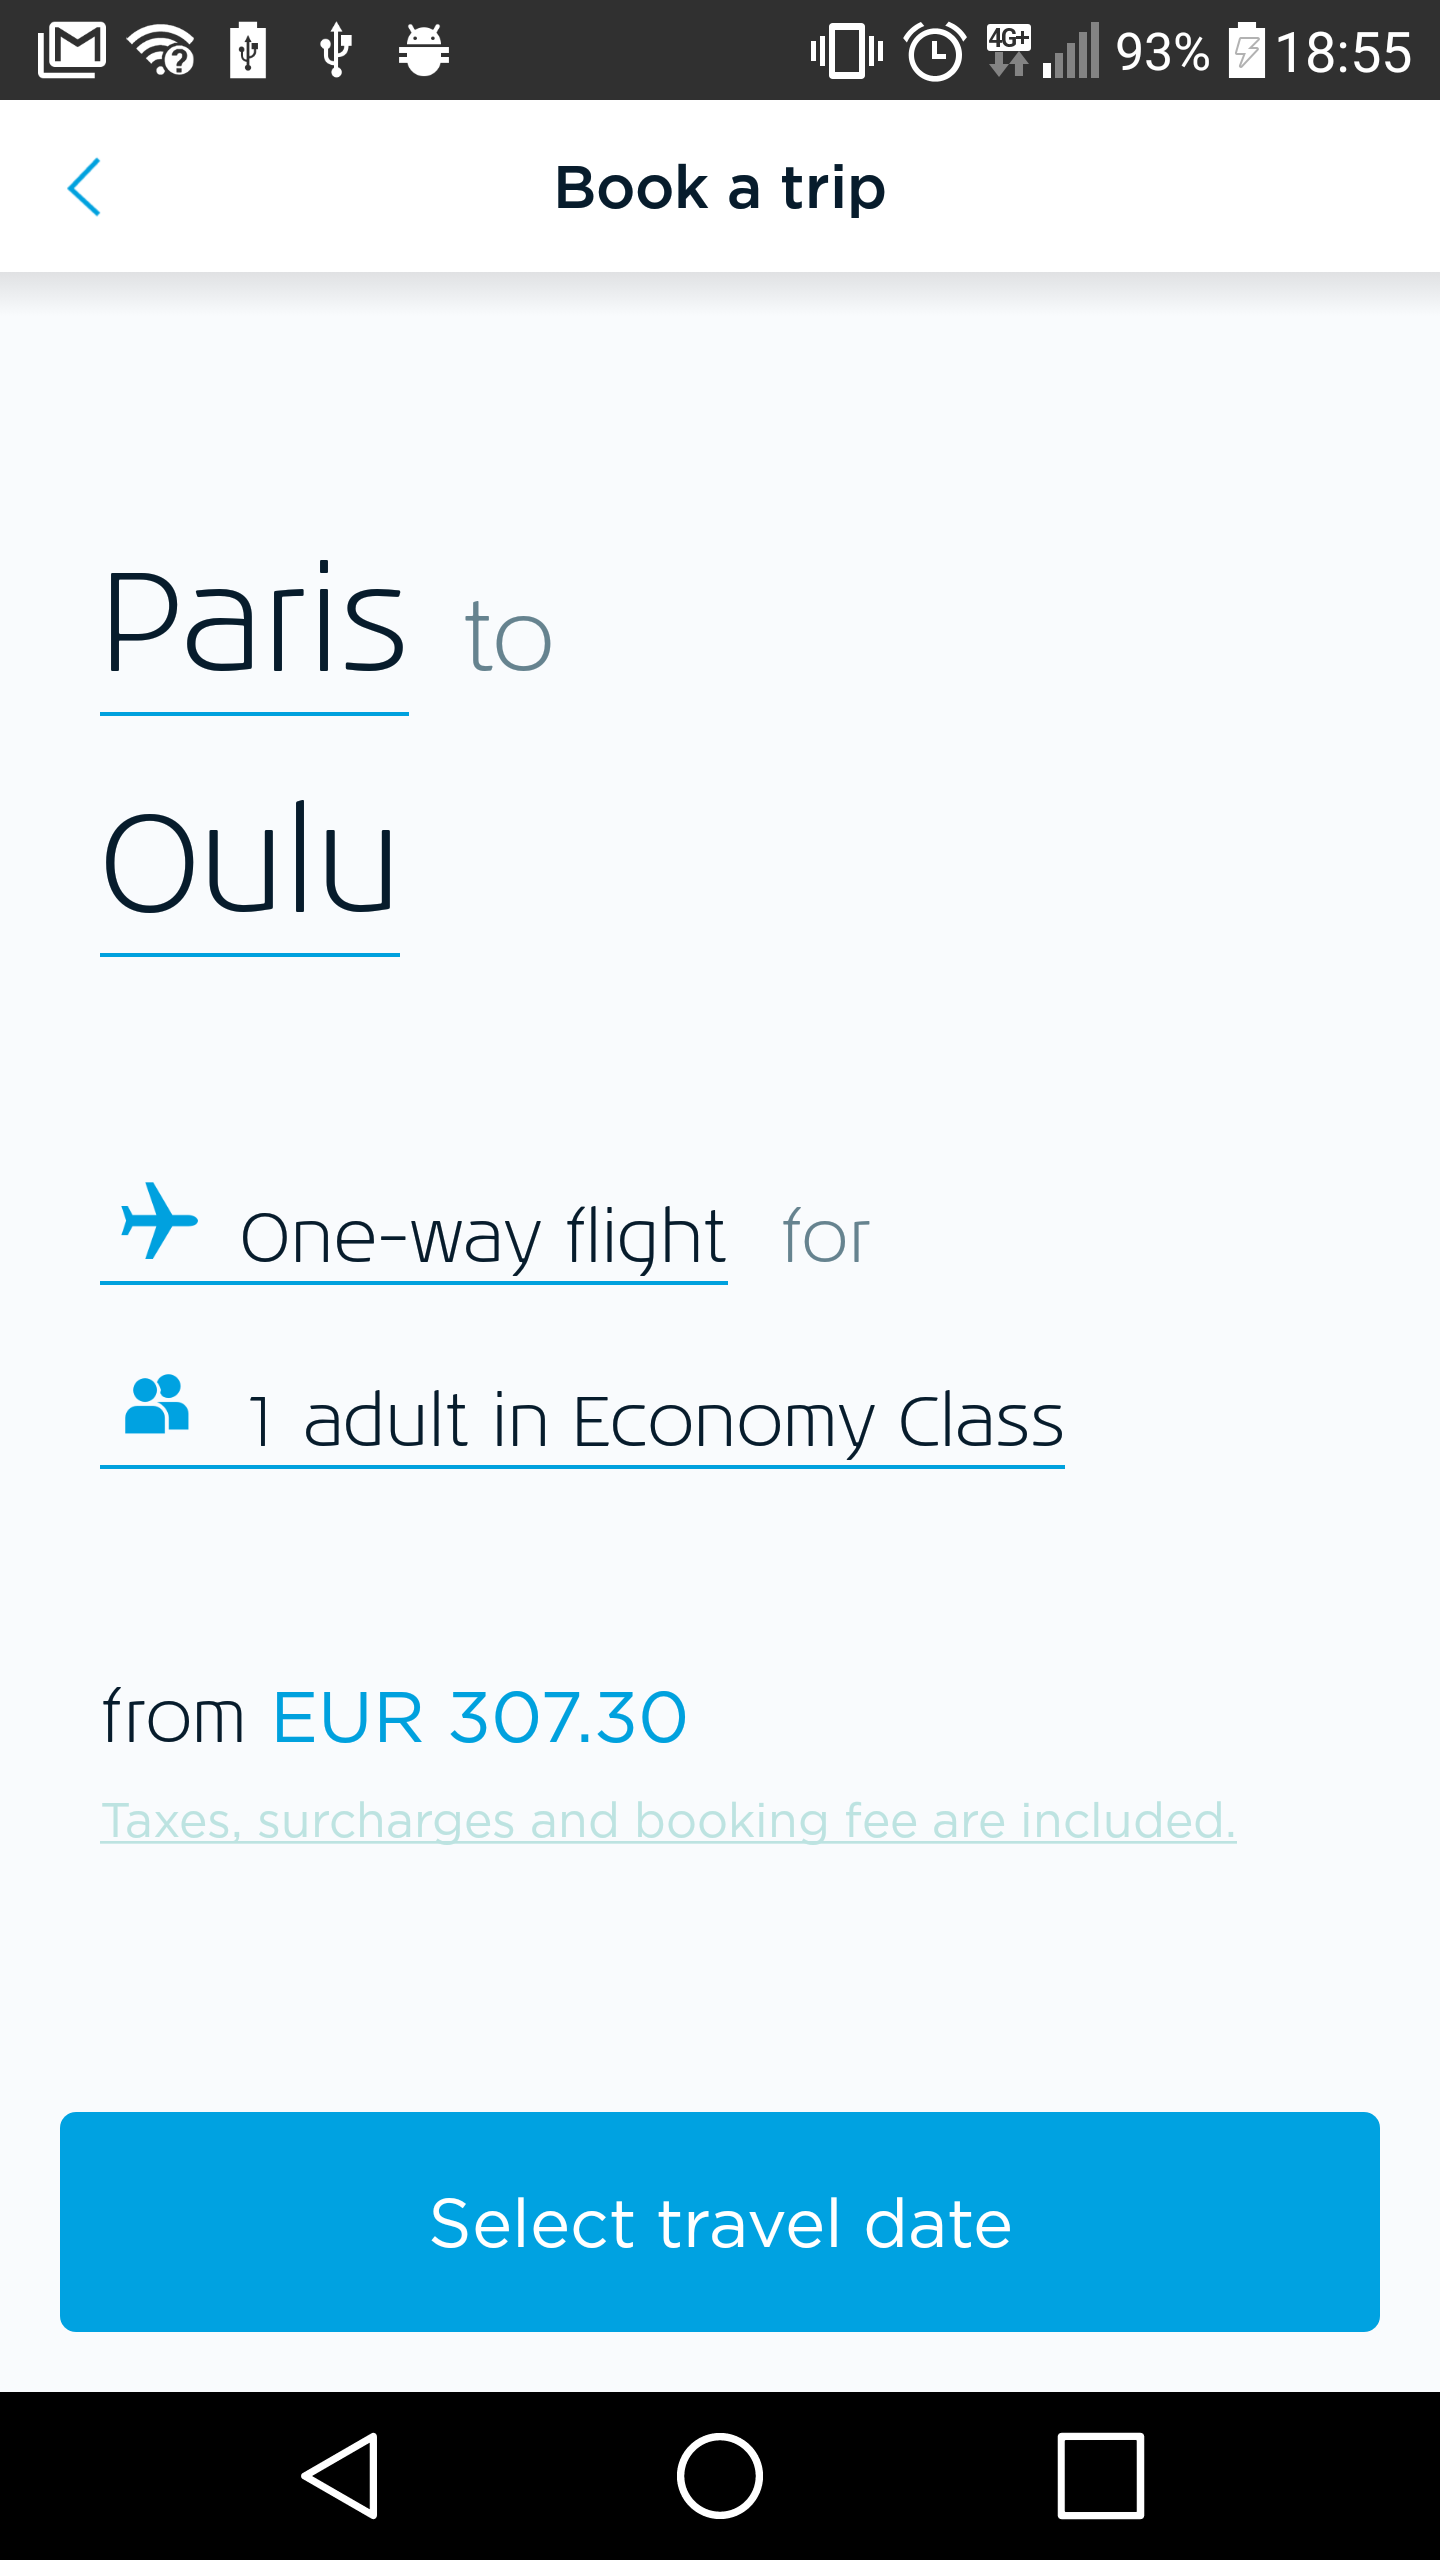 4G+ 93% 18:55
Book a trip
Paris to
Oulu
One-way flight for
1 adult in Economy Class
from EUR 307.30
Taxes, surcharges and booking fee are included.
Select travel date